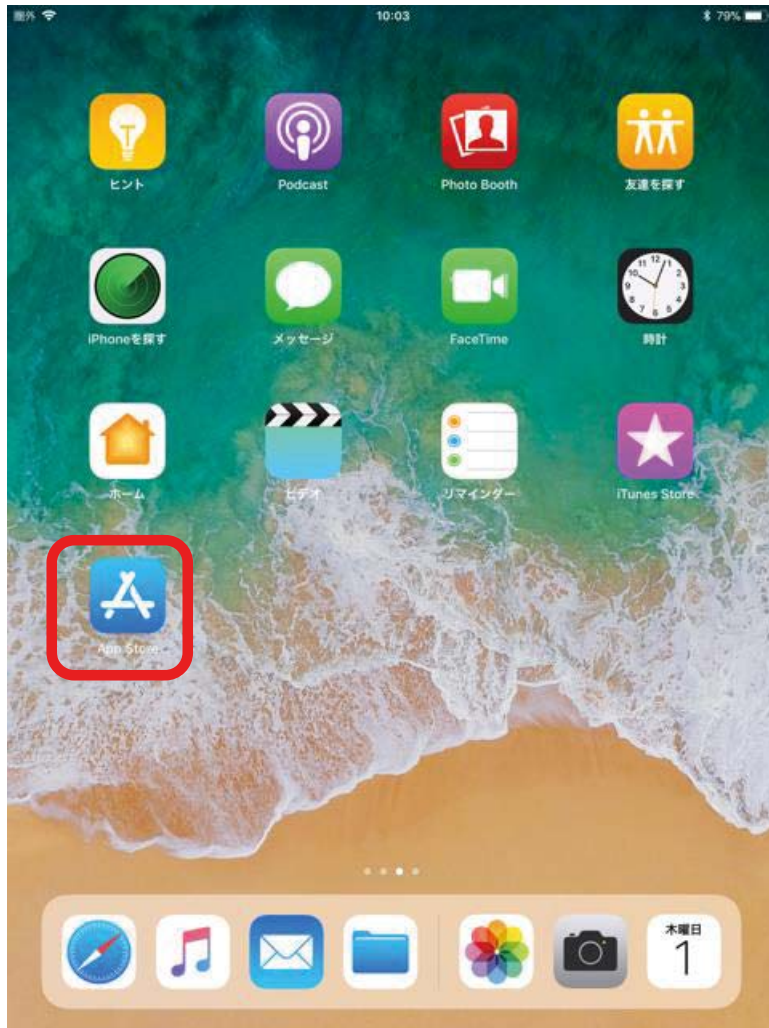 圏外 10:03 79%
ヒント Podcast Photo Booth 友達を探す
iPhoneを探す メッセージ FaceTime 時計
ホーム ビデオ リマインダー iTunes Store
App Store
木曜日
1